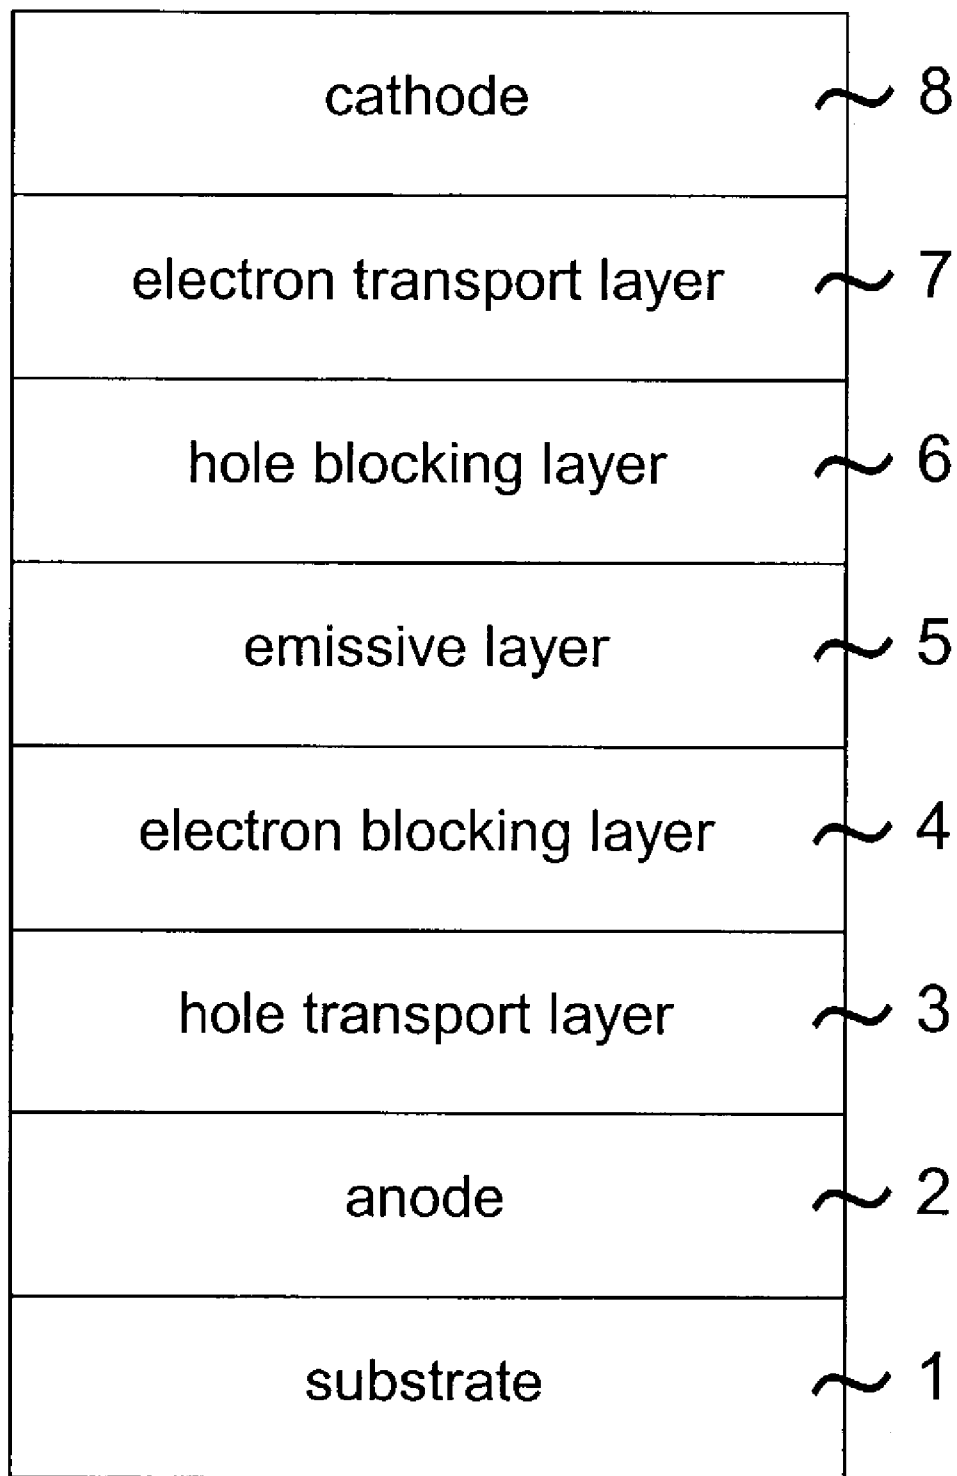 cathode 8
electron transport layer 7
hole blocking layer 6
emissive layer 5
electron blocking layer 4
hole transport layer 3
anode 2
substrate 1